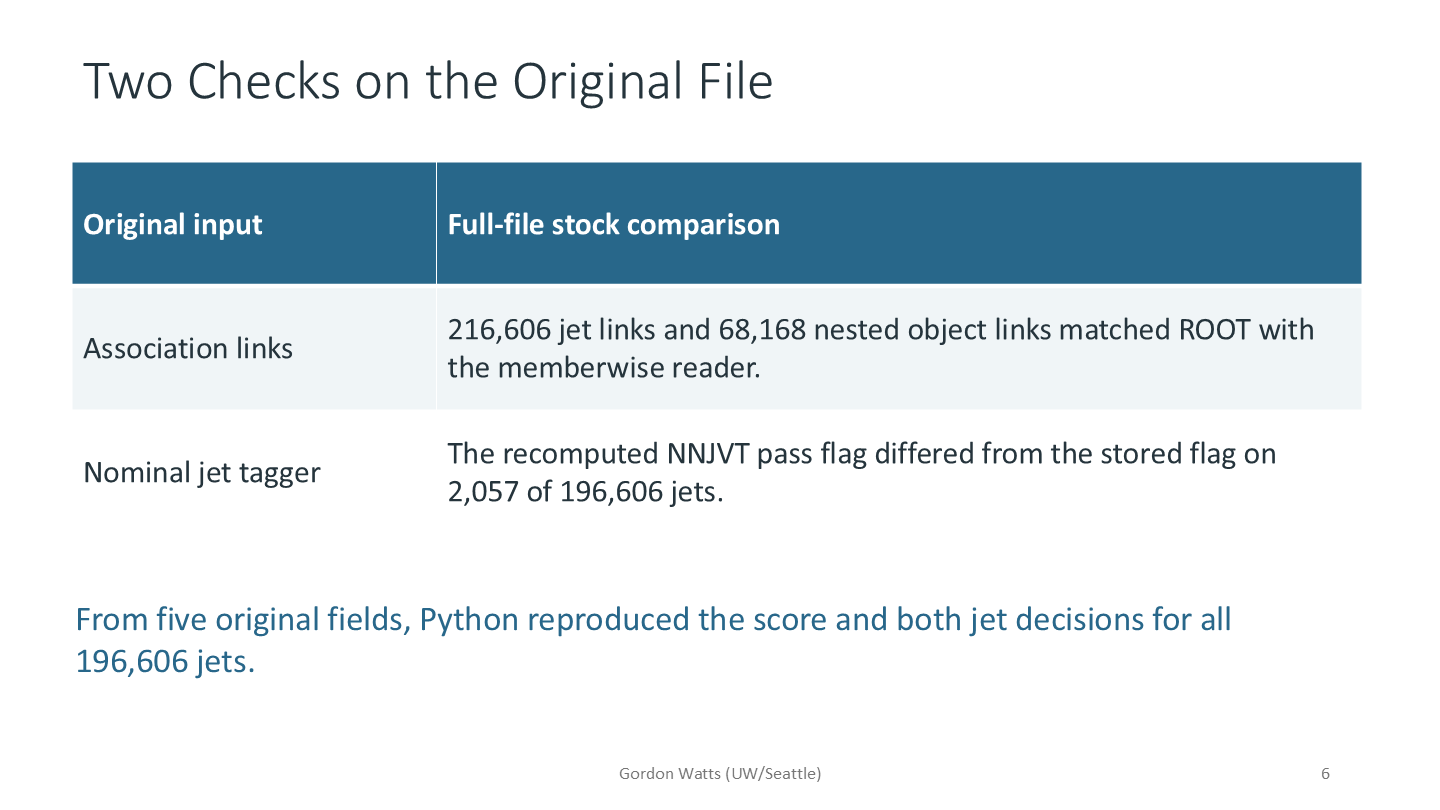 Two Checks on the Original File
Original input
Full-file stock comparison
Association links
216,606 jet links and 68,168 nested object links matched ROOT with
the memberwise reader.
Nominal jet tagger
The recomputed NNJVT pass flag differed from the stored flag on
2,057 of 196,606 jets.
From five original fields, Python reproduced the score and both jet decisions for all
196,606 jets.
Gordon Watts (UW/Seattle)
6